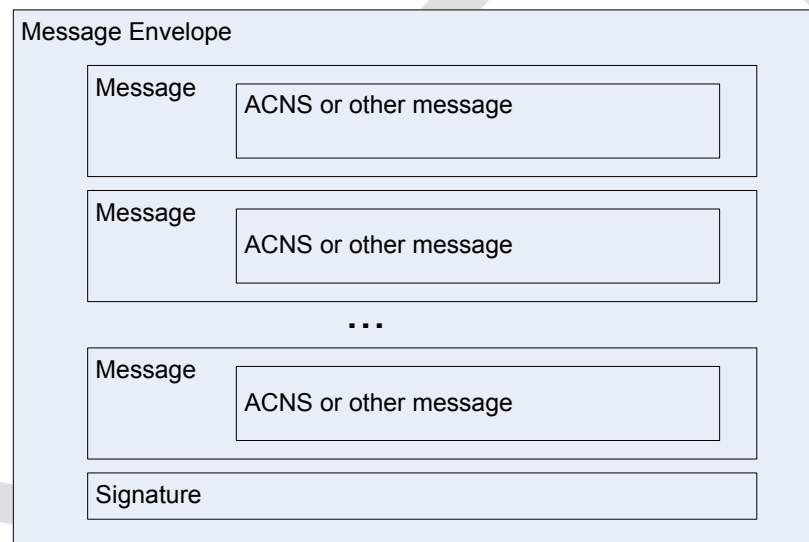 Message Envelope
Message
ACNS or other message
Message
ACNS or other message
...
Message
ACNS or other message
Signature